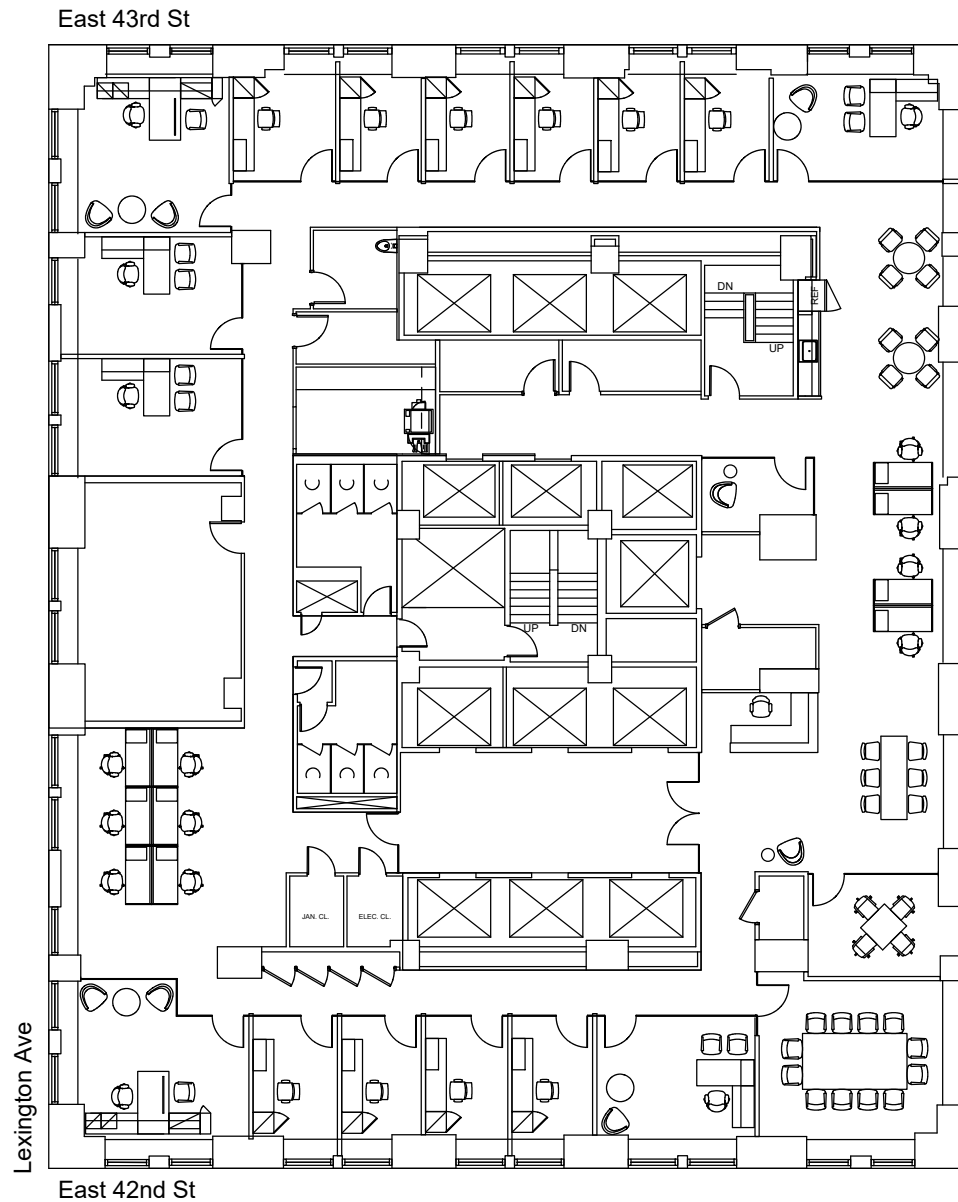 East 43rd St
DN
REF
UP
UP DN
JAN. CL. ELEC. CL.
Lexington Ave
East 42nd St